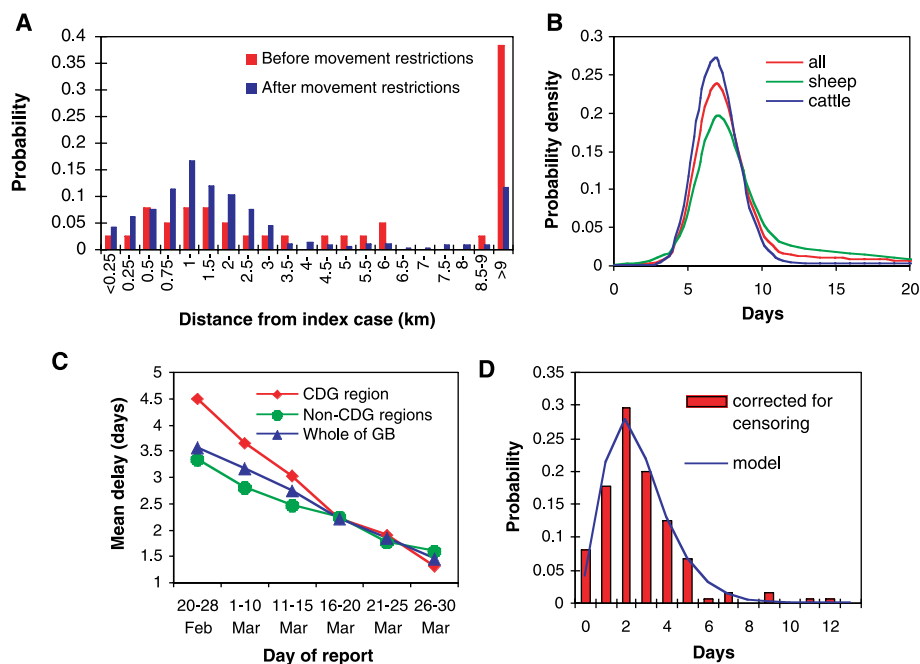 A
Probability
0.4
0.35
0.3
0.25
0.2
0.15
0.1
0.05
0
Before movement restrictions
After movement restrictions
<0.25
0.25-
0.5-
0.75-
1-
1.5-
2-
2.5-
3-
3.5-
4-
4.5-
5-
5.5-
6-
6.5-
7-
7.5-
8-
8.5-9
>9
Distance from index case (km)
B
Probability density
0.3
0.25
0.2
0.15
0.1
0.05
0
all
sheep
cattle
0 5 10 15 20
Days
C
Mean delay (days)
5
4.5
4
3.5
3
2.5
2
1.5
1
CDG region
Non-CDG regions
Whole of GB
20-28 1-10 11-15 16-20 21-25 26-30
Feb Mar Mar Mar Mar Mar
Day of report
D
Probability
0.35
0.3
0.25
0.2
0.15
0.1
0.05
0
corrected for
censoring
model
0 2 4 6 8 10 12
Days